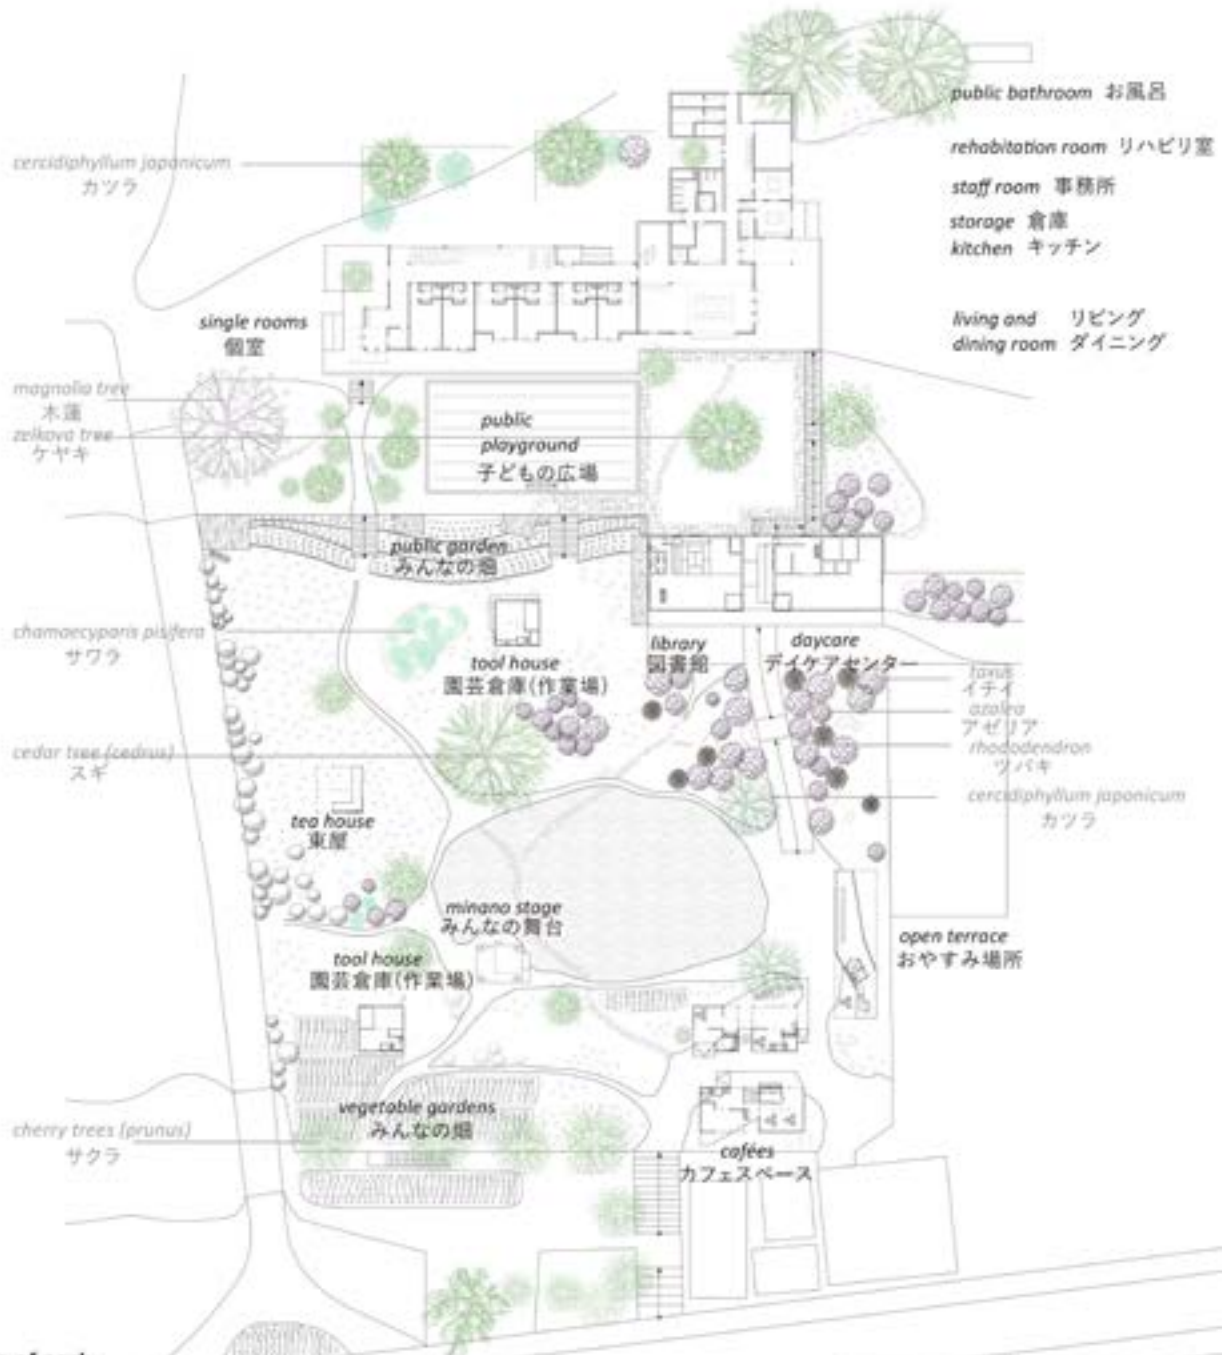 public bathroom お風呂
cercidiphyllum japonicum
カツラ
rehabitation room リハビリ室
staff room 事務所
storage 倉庫
kitchen キッチン
single rooms
個室
living and リビング
dining room ダイニング
magnolia tree
木蓮
zelkova tree
ケヤキ
public
playground
子どもの広場
public garden
みんなの畑
chamaecyparis pisifera
サワラ
tool house
園芸倉庫(作業場)
library
図書館
daycare
デイケアセンター
taxus
イチイ
azalea
アゼリア
rhododendron
ツバキ
cedar tsee (cedrus)
スギ
cercidiphyllum japonicum
カツラ
tea house
東屋
minano stage
みんなの舞台
open terrace
おやすみ場所
tool house
園芸倉庫(作業場)
vegetable gardens
みんなの畑
cherry trees (prunus)
サクラ
cafées
カフェスペース